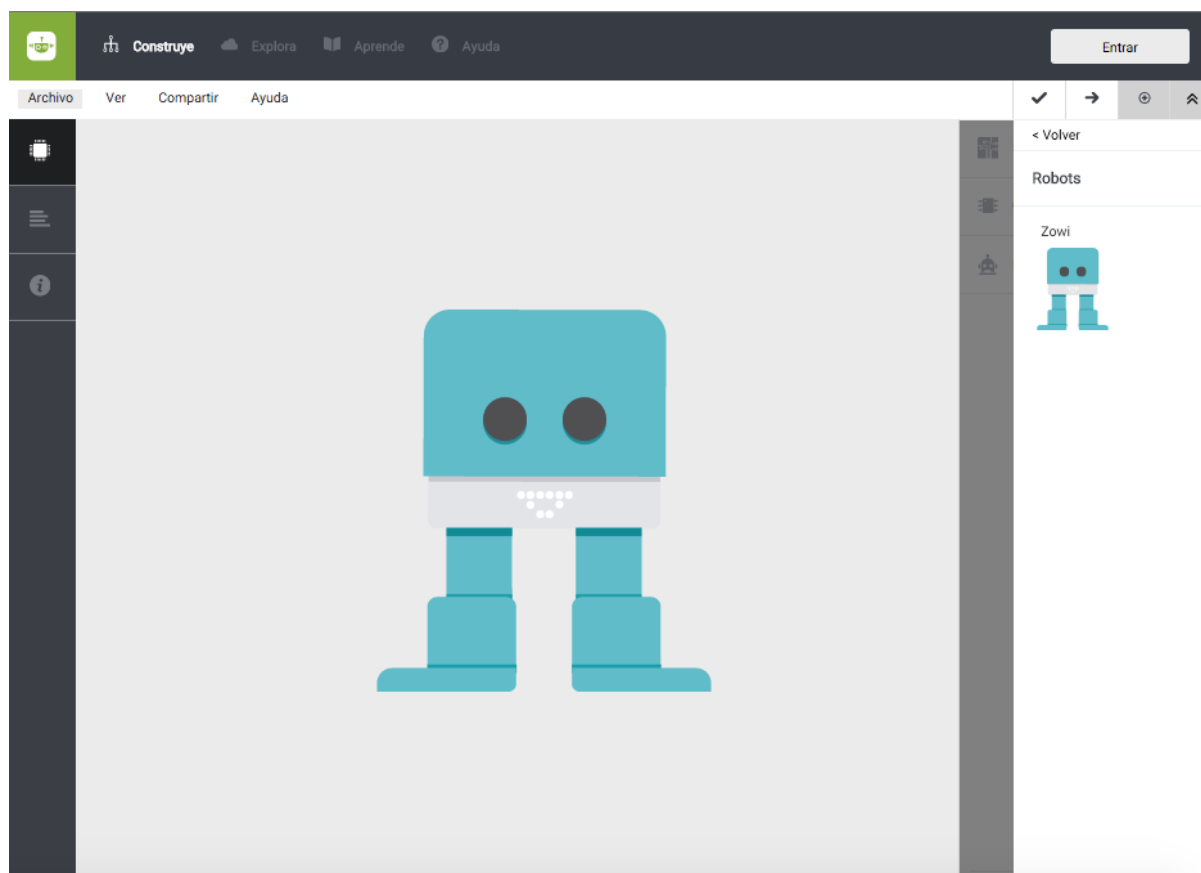 Construye Explora Aprende Ayuda Entrar
Archivo Ver Compartir Ayuda
< Volver
Robots
Zowi